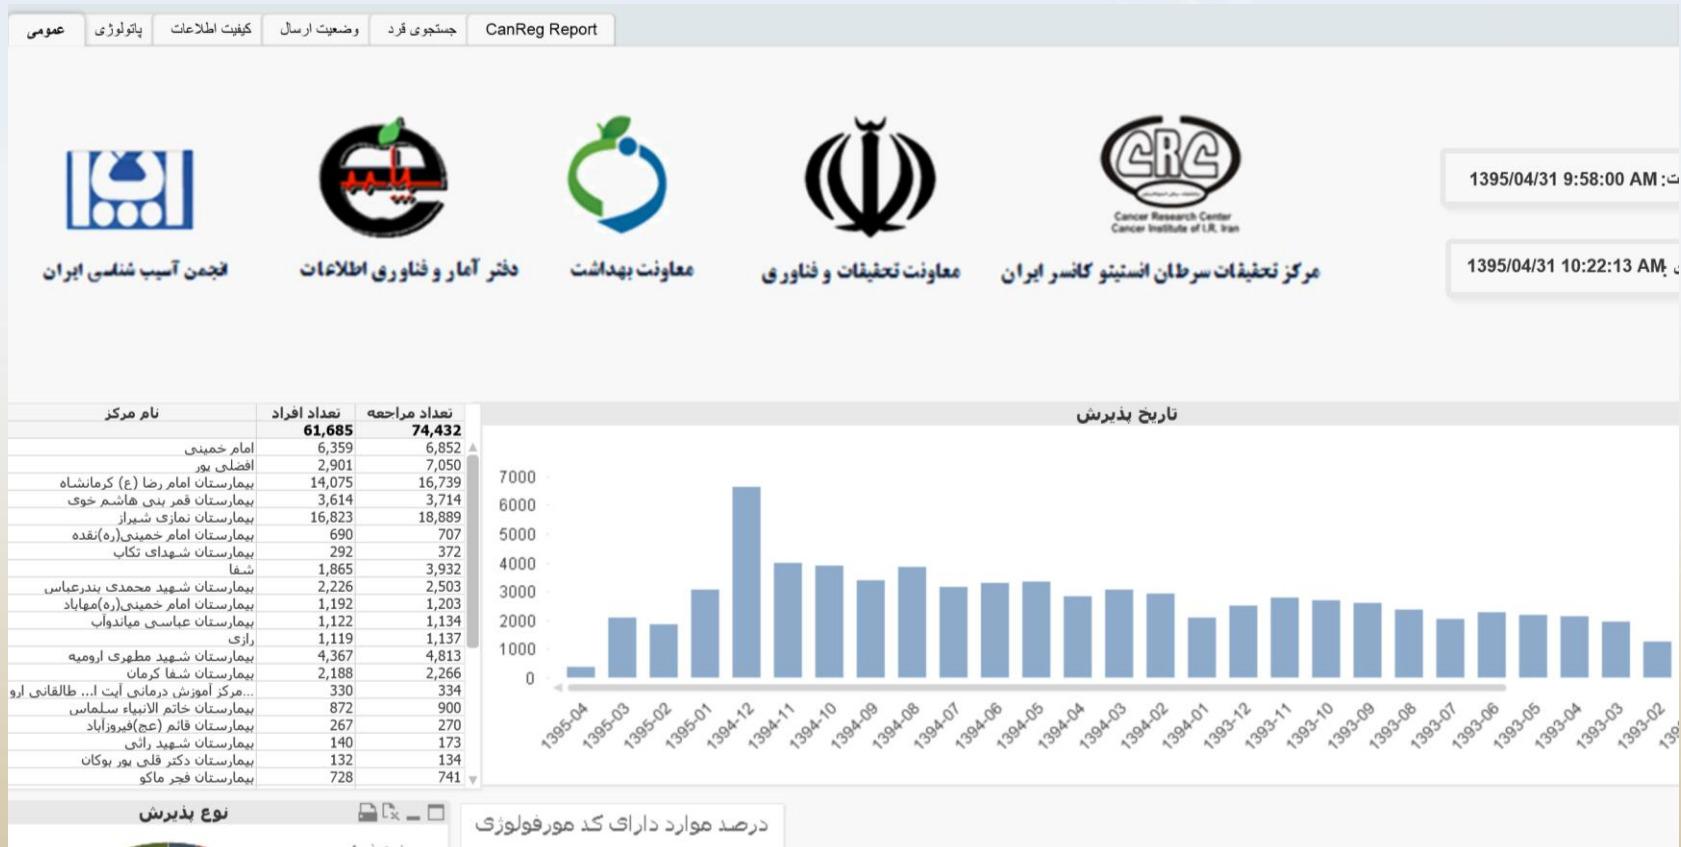 عمومی پاتولوژی کیفیت اطلاعات وضعیت ارسال جستجوی فرد CanReg Report
CRC
Cancer Research Center
Cancer Institute of I.R. Iran
انجمن آسیب شناسی ایران
دفتر آمار و فناوری اطلاعات
معاونت بهداشت
معاونت تحقیقات و فناوری
مرکز تحقیقات سرطان انستیتو کانسر ایران
1395/04/31 9:58:00 AM
1395/04/31 10:22:13 AM
نام مرکز تعداد افراد تعداد مراجعه
61,685 74,432
امام خمینی 6,359 6,852
افضلی پور 2,901 7,050
بیمارستان امام رضا (ع) کرمانشاه 14,075 16,739
بیمارستان قمر بنی هاشم خوی 3,614 3,714
بیمارستان نمازی شیراز 16,823 18,889
بیمارستان امام خمینی(ره)نقده 690 707
بیمارستان شهدای تکاب 292 372
شفا 1,865 3,932
بیمارستان شهید محمدی بندرعباس 2,226 2,503
بیمارستان امام خمینی(ره)مهاباد 1,192 1,203
بیمارستان عباسی میاندوآب 1,122 1,134
رازی 1,119 1,137
بیمارستان شهید مطهری ارومیه 4,367 4,813
بیمارستان شفا کرمان 2,188 2,266
مرکز آموزش درمانی آیت ا... طالقانی ارو... 330 334
بیمارستان خاتم الانبیاء سلماس 872 900
بیمارستان قائم (عج)فیروزآباد 267 270
بیمارستان شهید راثی 140 173
بیمارستان دکتر قلی پور بوکان 132 134
بیمارستان فجر ماکو 728 741
تاریخ پذیرش
7000
6000
5000
4000
3000
2000
1000
0
1395-04 1395-03 1395-02 1395-01 1394-12 1394-11 1394-10 1394-09 1394-08 1394-07 1394-06 1394-05 1394-04 1394-03 1394-02 1394-01 1393-12 1393-11 1393-10 1393-09 1393-08 1393-07 1393-06 1393-05 1393-04 1393-03 1393-02
نوع پذیرش
درصد موارد دارای کد مورفولوژی